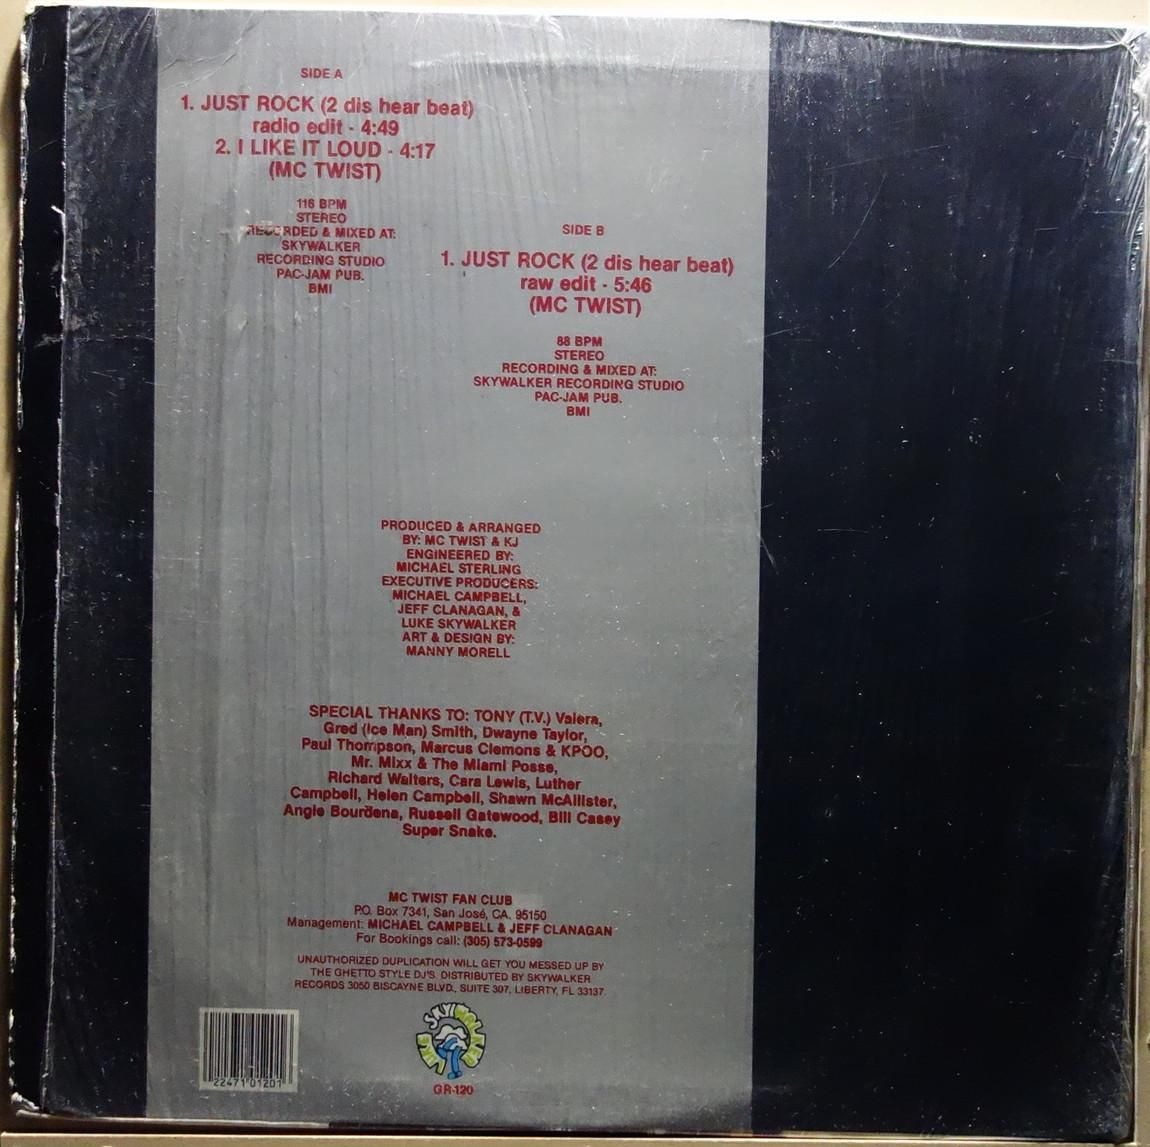 SIDE A
1. JUST ROCK (2 dis hear beat)
radio edit - 4:49
2. I LIKE IT LOUD - 4:17
(MC TWIST)
116 BPM
STEREO
RECORDED & MIXED AT:
SKYWALKER
RECORDING STUDIO
PAC-JAM PUB.
BMI
SIDE B
1. JUST ROCK (2 dis hear beat)
raw edit - 5:46
(MC TWIST)
88 BPM
STEREO
RECORDING & MIXED AT:
SKYWALKER RECORDING STUDIO
PAC-JAM PUB.
BMI
PRODUCED & ARRANGED
BY: MC TWIST & KJ
ENGINEERED BY:
MICHAEL STERLING
EXECUTIVE PRODUCERS:
MICHAEL CAMPBELL,
JEFF CLANAGAN, &
LUKE SKYWALKER
ART & DESIGN BY:
MANNY MORELL
SPECIAL THANKS TO: TONY (T.V.) Valera,
Gred (Ice Man) Smith, Dwayne Taylor,
Paul Thompson, Marcus Clemons & KPOO,
Mr. Mixx & The Miami Posse,
Richard Walters, Cara Lewis, Luther
Campbell, Helen Campbell, Shawn McAllister,
Angie Bourdena, Russell Gatewood, Bill Casey
Super Snake.
MC TWIST FAN CLUB
P.O. Box 7341, San José, CA. 95150
Management: MICHAEL CAMPBELL & JEFF CLANAGAN
For Bookings call: (305) 573-0599
UNAUTHORIZED DUPLICATION WILL GET YOU MESSED UP BY
THE GHETTO STYLE DJ'S. DISTRIBUTED BY SKYWALKER
RECORDS 3050 BISCAYNE BLVD., SUITE 307, LIBERTY, FL 33137
LUKE SKYYWALKER
22471 01201
GR-120